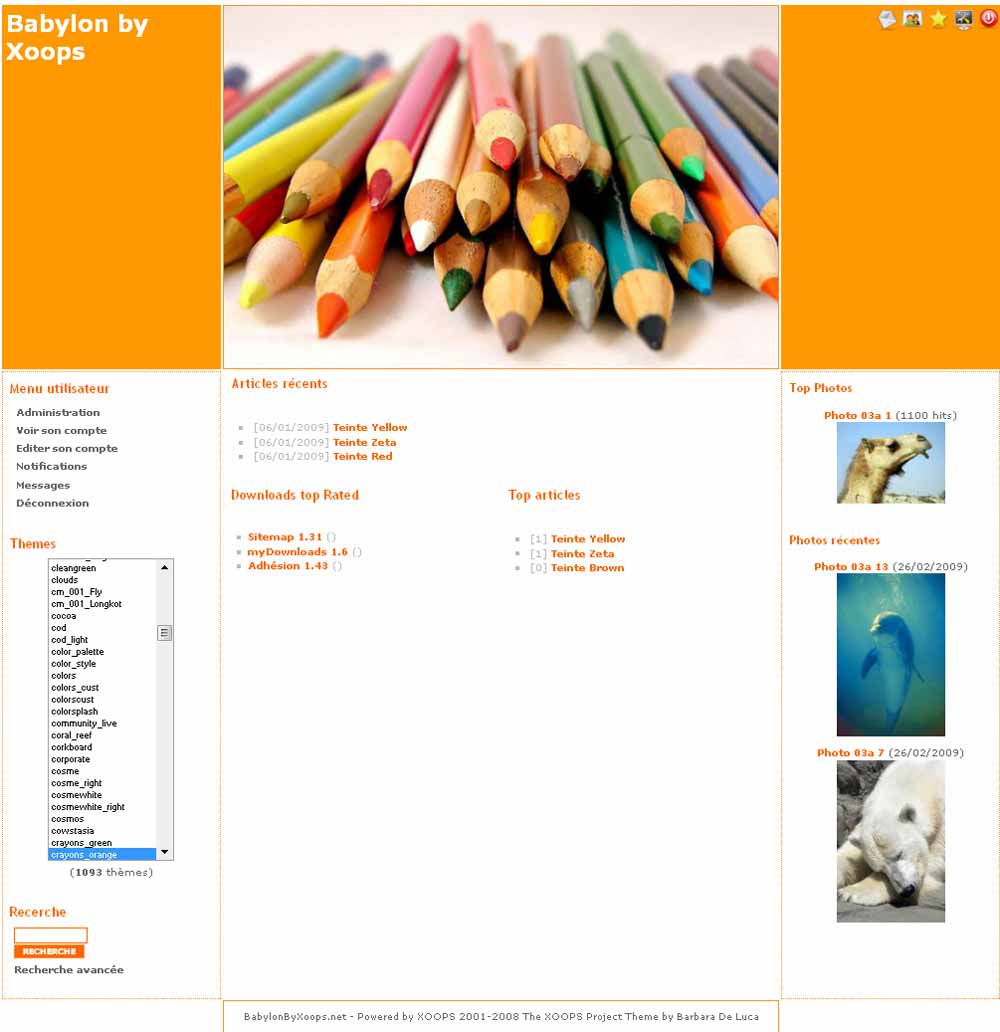 Babylon by
Xoops
Menu utilisateur
Administration
Voir son compte
Editer son compte
Notifications
Messages
Déconnexion
Themes
cleangreen
clouds
cm_001_Fly
cm_001_Longkot
cocoa
cod
cod_light
color_palette
color_style
colors
colors_cust
colorscust
colorsplash
community_live
coral_reef
corkboard
corporate
cosme
cosme_right
cosmewhite
cosmewhite_right
cosmos
cowstasia
crayons_green
crayons_orange
(1093 thèmes)
Recerche
RECHERCHE
Recherche avancée
Articles récents
[06/01/2009] Teinte Yellow
[06/01/2009] Teinte Zeta
[06/01/2009] Teinte Red
Downloads top Rated
Sitemap 1.31 ()
myDownloads 1.6 ()
Adhésion 1.43 ()
Top articles
[1] Teinte Yellow
[1] Teinte Zeta
[0] Teinte Brown
Top Photos
Photo 03a 1 (1100 hits)
Photos récentes
Photo 03a 13 (26/02/2009)
Photo 03a 7 (26/02/2009)
BabylonByXoops.net - Powered by XOOPS 2001-2008 The XOOPS Project Theme by Barbara De Luca